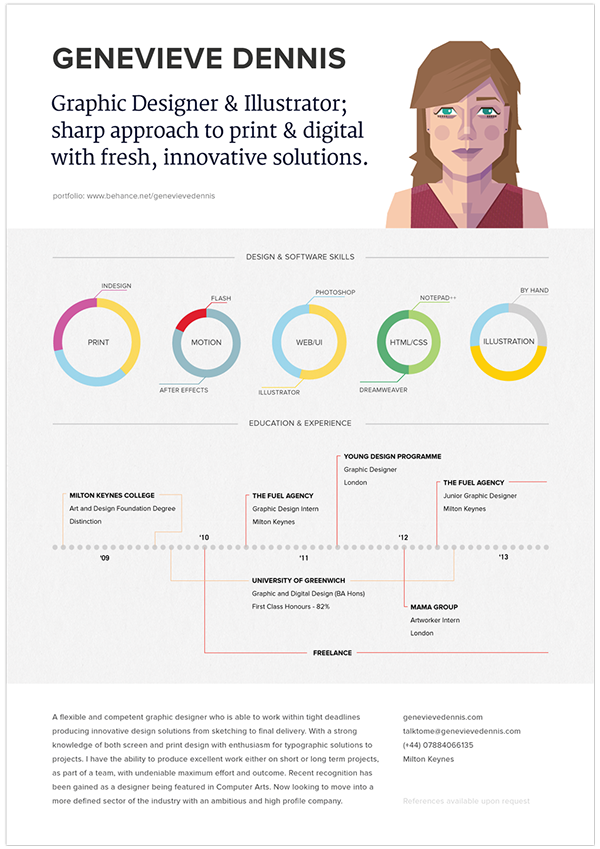 GENEVIEVE DENNIS
Graphic Designer & Illustrator;
sharp approach to print & digital
with fresh, innovative solutions.
portfolio: www.behance.net/genevievedennis
DESIGN & SOFTWARE SKILLS
INDESIGN
PRINT
FLASH
MOTION
AFTER EFFECTS
PHOTOSHOP
WEB/UI
ILLUSTRATOR
NOTEPAD++
HTML/CSS
DREAMWEAVER
BY HAND
ILLUSTRATION
EDUCATION & EXPERIENCE
MILTON KEYNES COLLEGE
Art and Design Foundation Degree
Distinction
THE FUEL AGENCY
Graphic Design Intern
Milton Keynes
YOUNG DESIGN PROGRAMME
Graphic Designer
London
THE FUEL AGENCY
Junior Graphic Designer
Milton Keynes
'09
'10
'11
'12
'13
UNIVERSITY OF GREENWICH
Graphic and Digital Design (BA Hons)
First Class Honours - 82%
MAMA GROUP
Artworker Intern
London
FREELANCE
A flexible and competent graphic designer who is able to work within tight deadlines
producing innovative design solutions from sketching to final delivery. With a strong
knowledge of both screen and print design with enthusiasm for typographic solutions to
projects. I have the ability to produce excellent work either on short or long term projects,
as part of a team, with undeniable maximum effort and outcome. Recent recognition has
been gained as a designer being featured in Computer Arts. Now looking to move into a
more defined sector of the industry with an ambitious and high profile company.
genevievedennis.com
talktome@genevievedennis.com
(+44) 07884066135
Milton Keynes
References available upon request